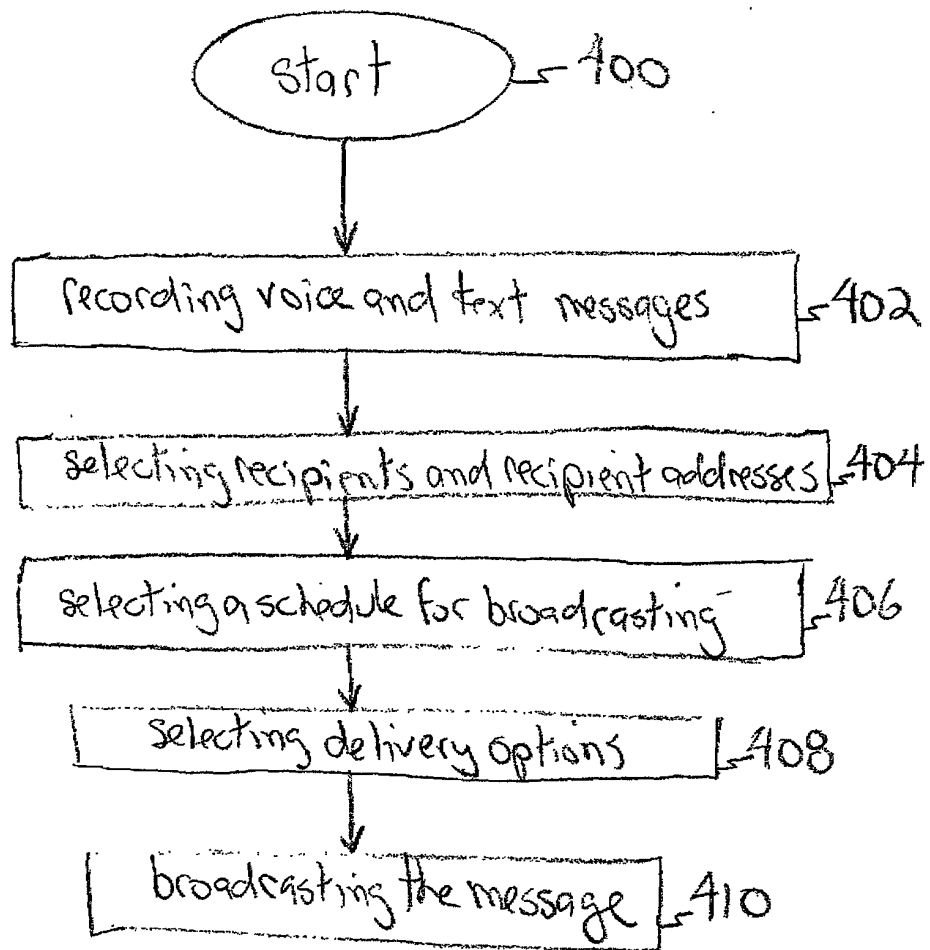 start 400
recording voice and text messages 402
selecting recipients and recipient addresses 404
selecting a schedule for broadcasting 406
selecting delivery options 408
broadcasting the message 410